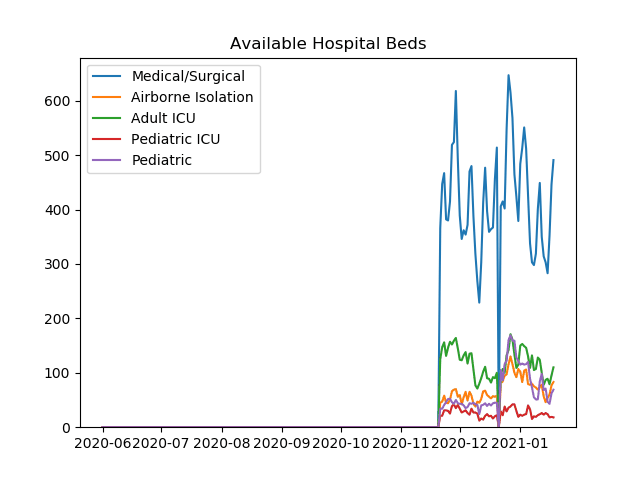 Available Hospital Beds
Medical/Surgical
Airborne Isolation
Adult ICU
Pediatric ICU
Pediatric
600
500
400
300
200
100
0
2020-06 2020-07 2020-08 2020-09 2020-10 2020-11 2020-12 2021-01